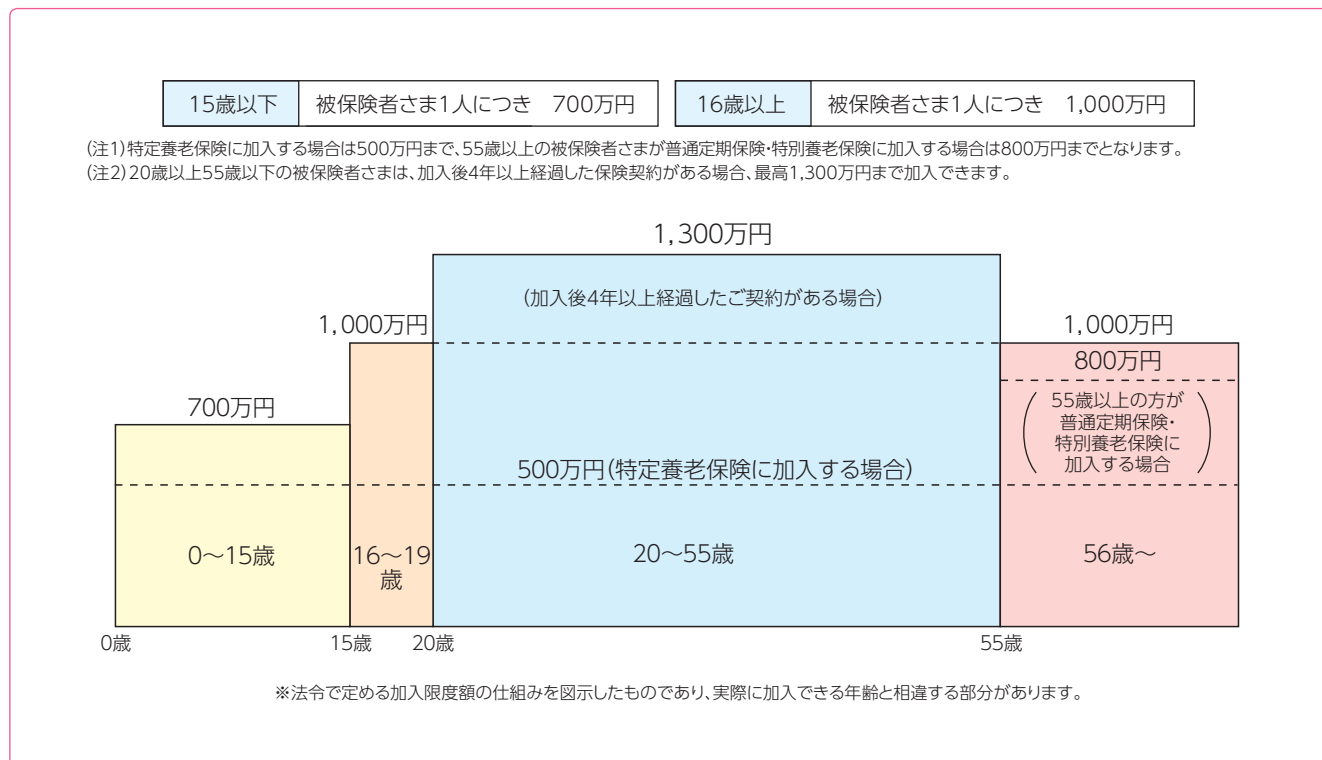 15歳以下 被保険者さま1人につき 700万円 16歳以上 被保険者さま1人につき 1,000万円
(注1)特定養老保険に加入する場合は500万円まで、55歳以上の被保険者さまが普通定期保険・特別養老保険に加入する場合は800万円までとなります。
(注2)20歳以上55歳以下の被保険者さまは、加入後4年以上経過した保険契約がある場合、最高1,300万円まで加入できます。
1,300万円
(加入後4年以上経過したご契約がある場合)
1,000万円
1,000万円
800万円
700万円
(55歳以上の方が
普通定期保険・
特別養老保険に
加入する場合)
500万円(特定養老保険に加入する場合)
0〜15歳
16〜19
歳
20〜55歳
56歳〜
0歳 15歳 20歳 55歳
※法令で定める加入限度額の仕組みを図示したものであり、実際に加入できる年齢と相違する部分があります。